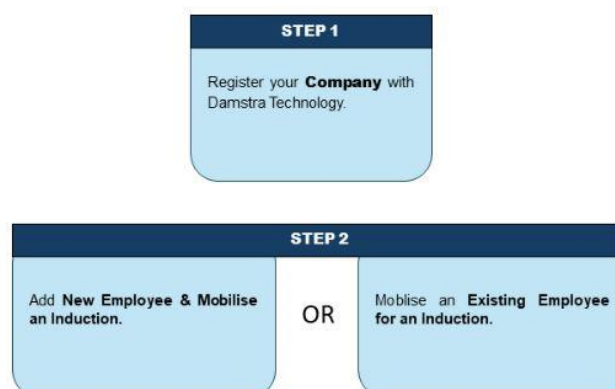 STEP 1
Register your Company with
Damstra Technology.
STEP 2
Add New Employee & Mobilise
an Induction.
OR
Moblise an Existing Employee
for an Induction.